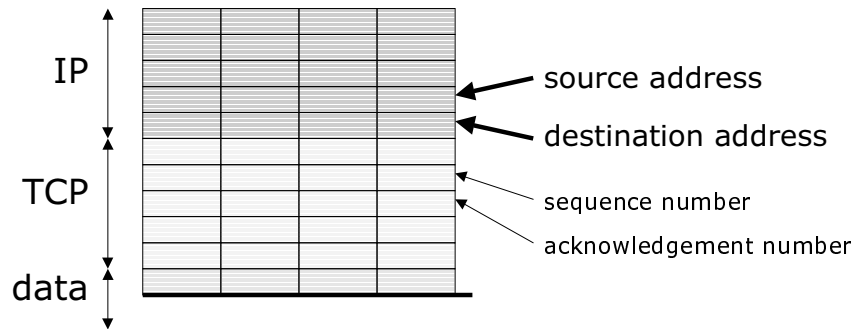 IP
source address
destination address
TCP
sequence number
acknowledgement number
data